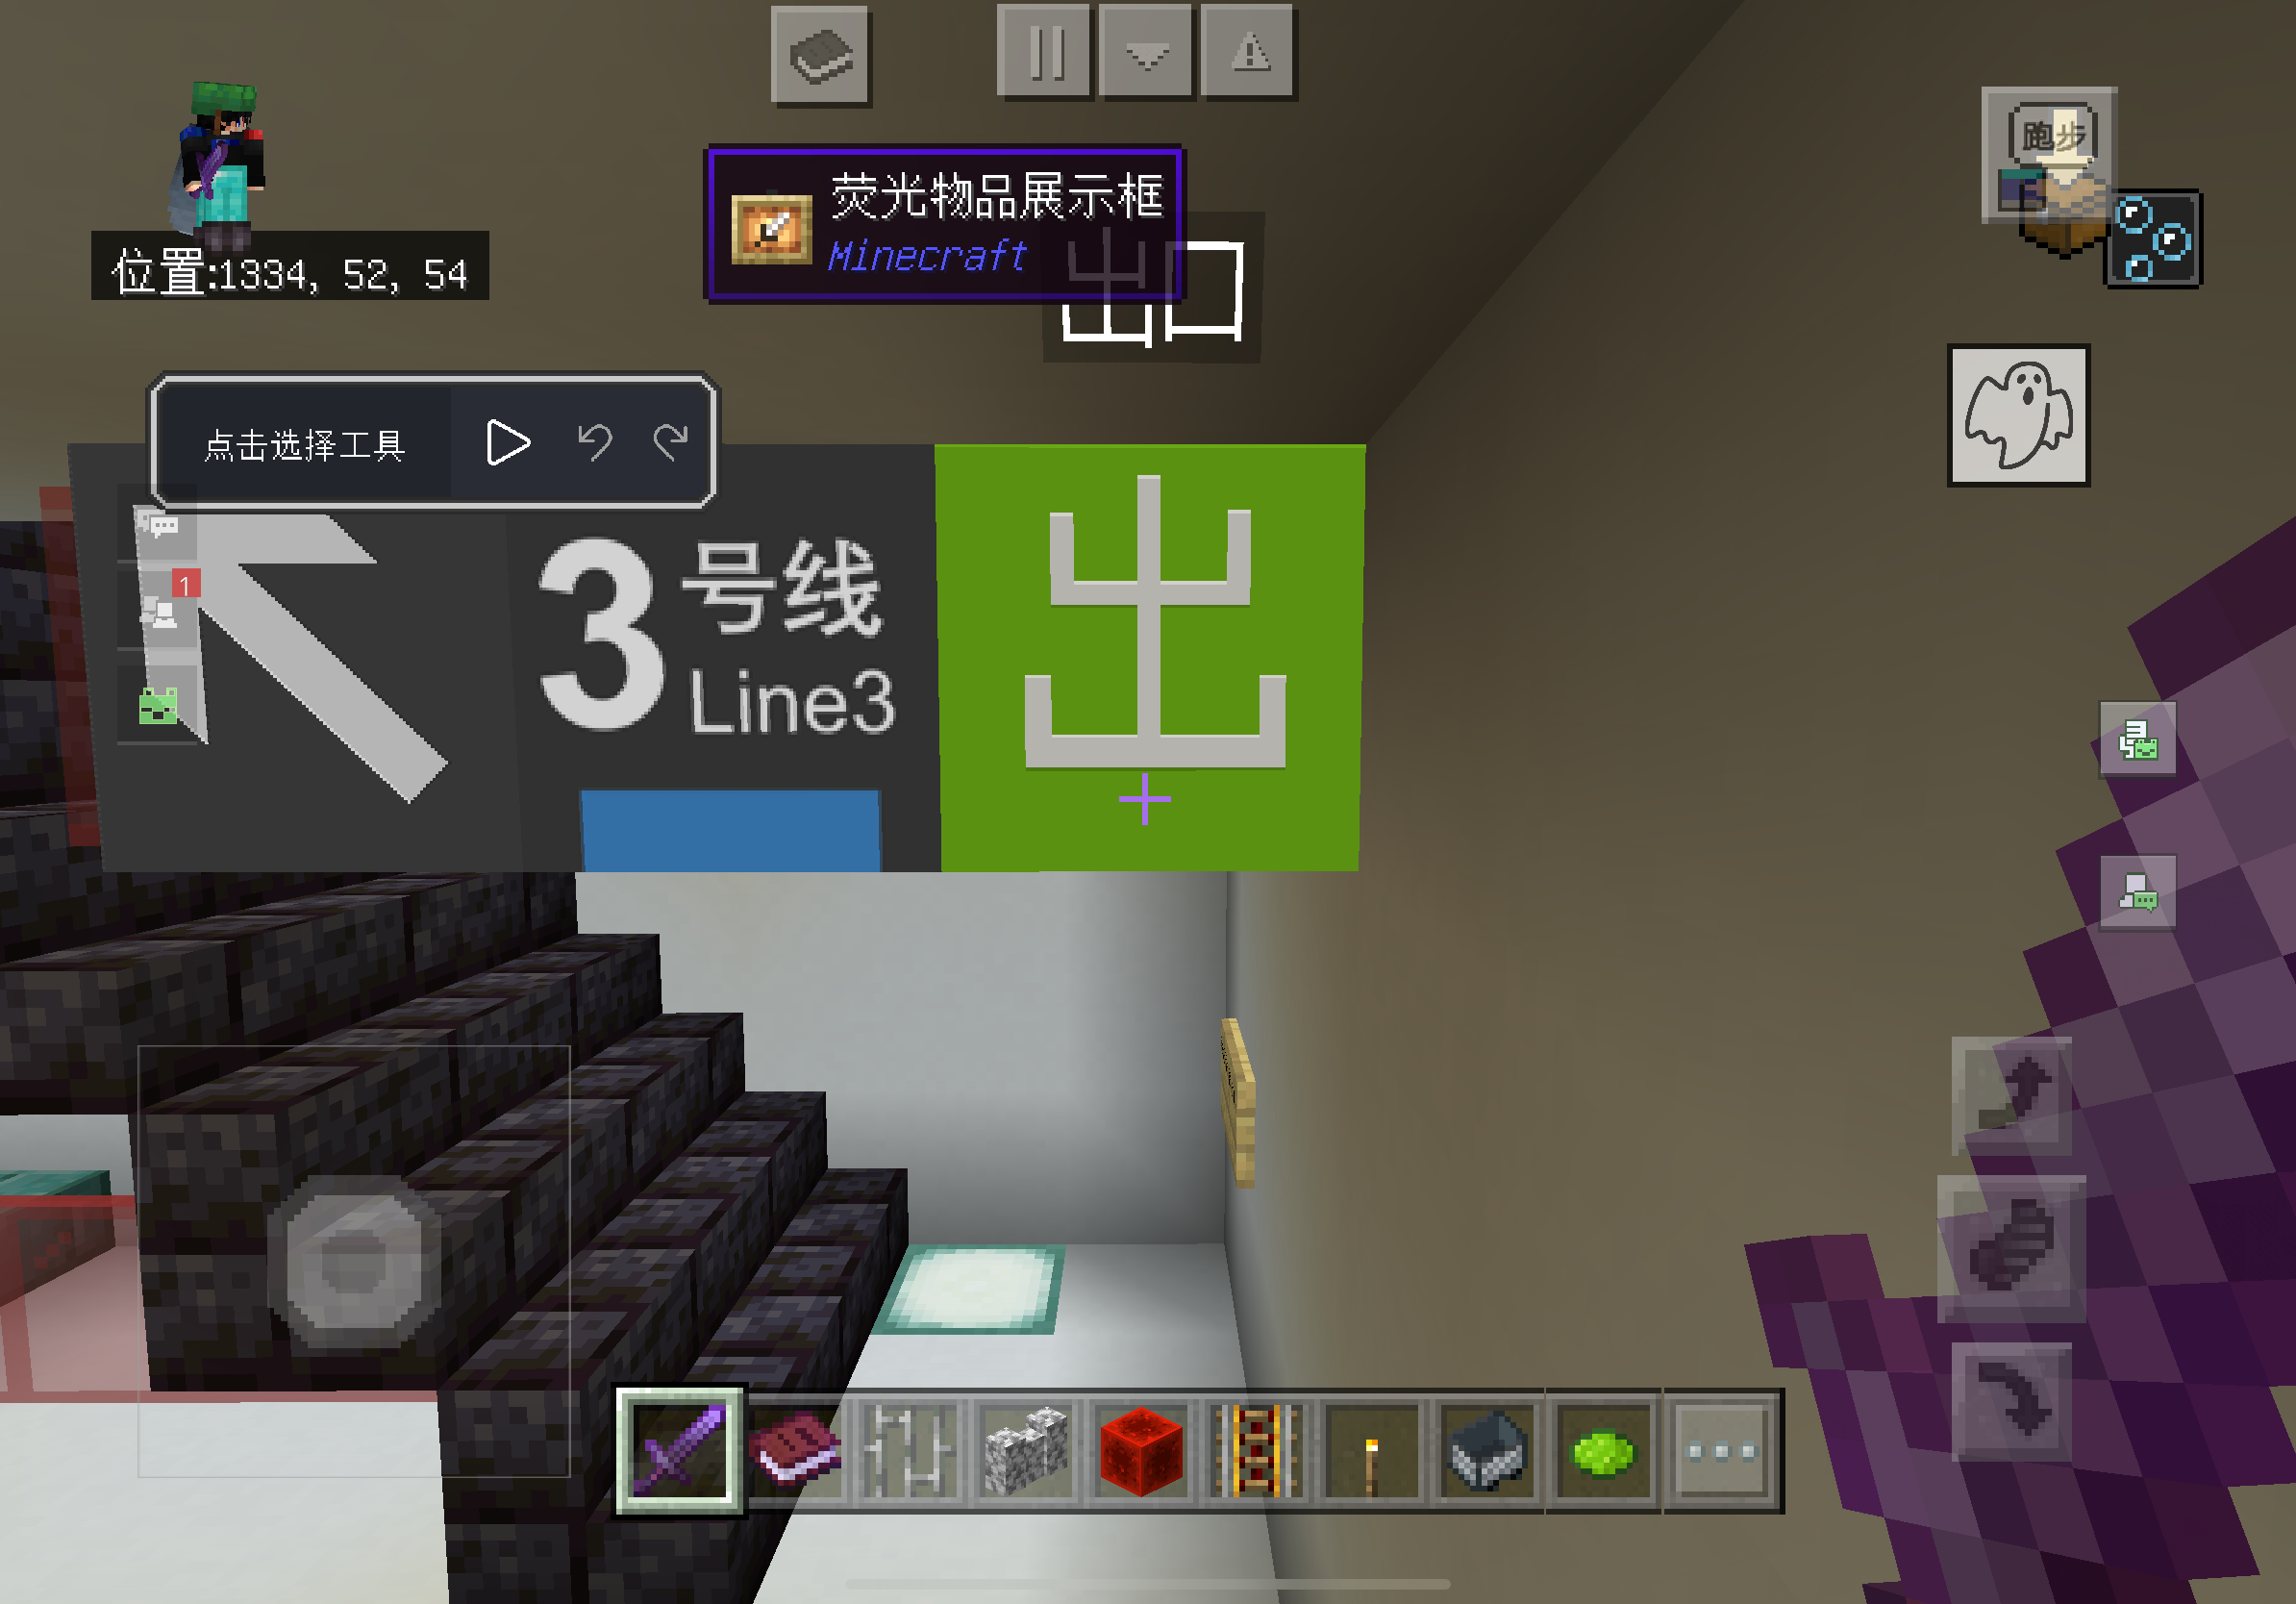 跑步
荧光物品展示框
Minecraft
出口
位置:1334, 52, 54
点击选择工具
3号线
Line3
出
1